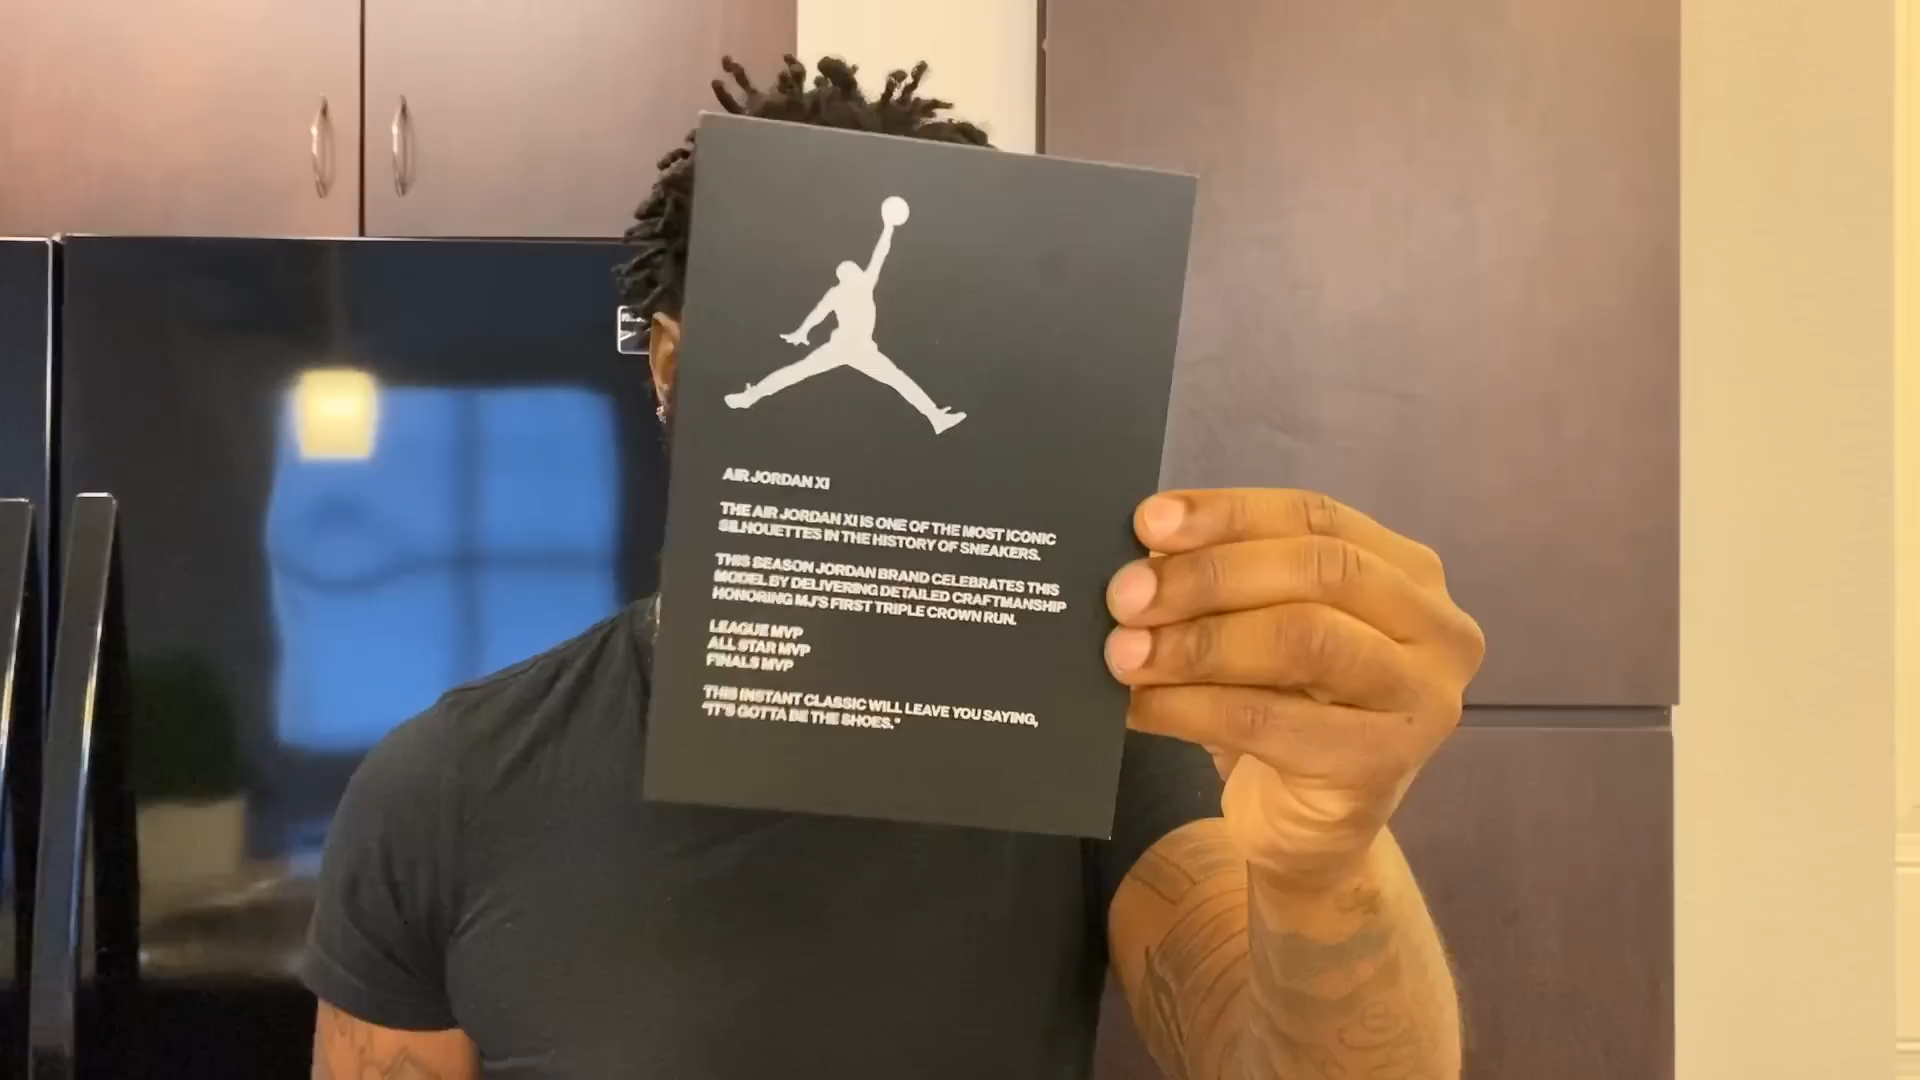 AIR JORDAN XI
THE AIR JORDAN XI IS ONE OF THE MOST ICONIC
SILHOUETTES IN THE HISTORY OF SNEAKERS.
THIS SEASON JORDAN BRAND CELEBRATES THIS
MODEL BY DELIVERING DETAILED CRAFTMANSHIP
HONORING MJ'S FIRST TRIPLE CROWN RUN.
LEAGUE MVP
ALL STAR MVP
FINALS MVP
THIS INSTANT CLASSIC WILL LEAVE YOU SAYING,
"IT'S GOTTA BE THE SHOES."